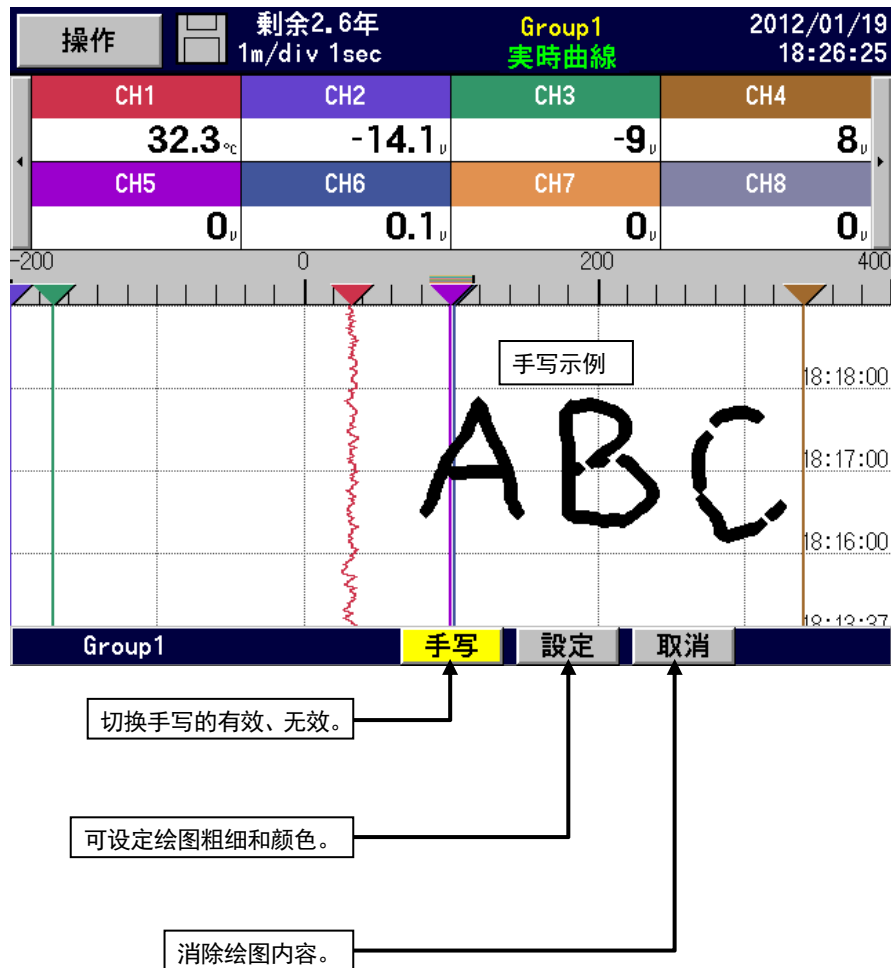 操作
剩余2.6年
1m/div 1sec
Group1
実時曲線
2012/01/19
18:26:25
CH1 CH2 CH3 CH4
32.3℃ -14.1V -9V 8V
CH5 CH6 CH7 CH8
0V 0.1V 0V 0V
-200 0 200 400
手写示例
18:18:00
ABC
18:17:00
18:16:00
18:13:37
Group1 手写 設定 取消
切换手写的有效、无效。
可设定绘图粗细和颜色。
消除绘图内容。